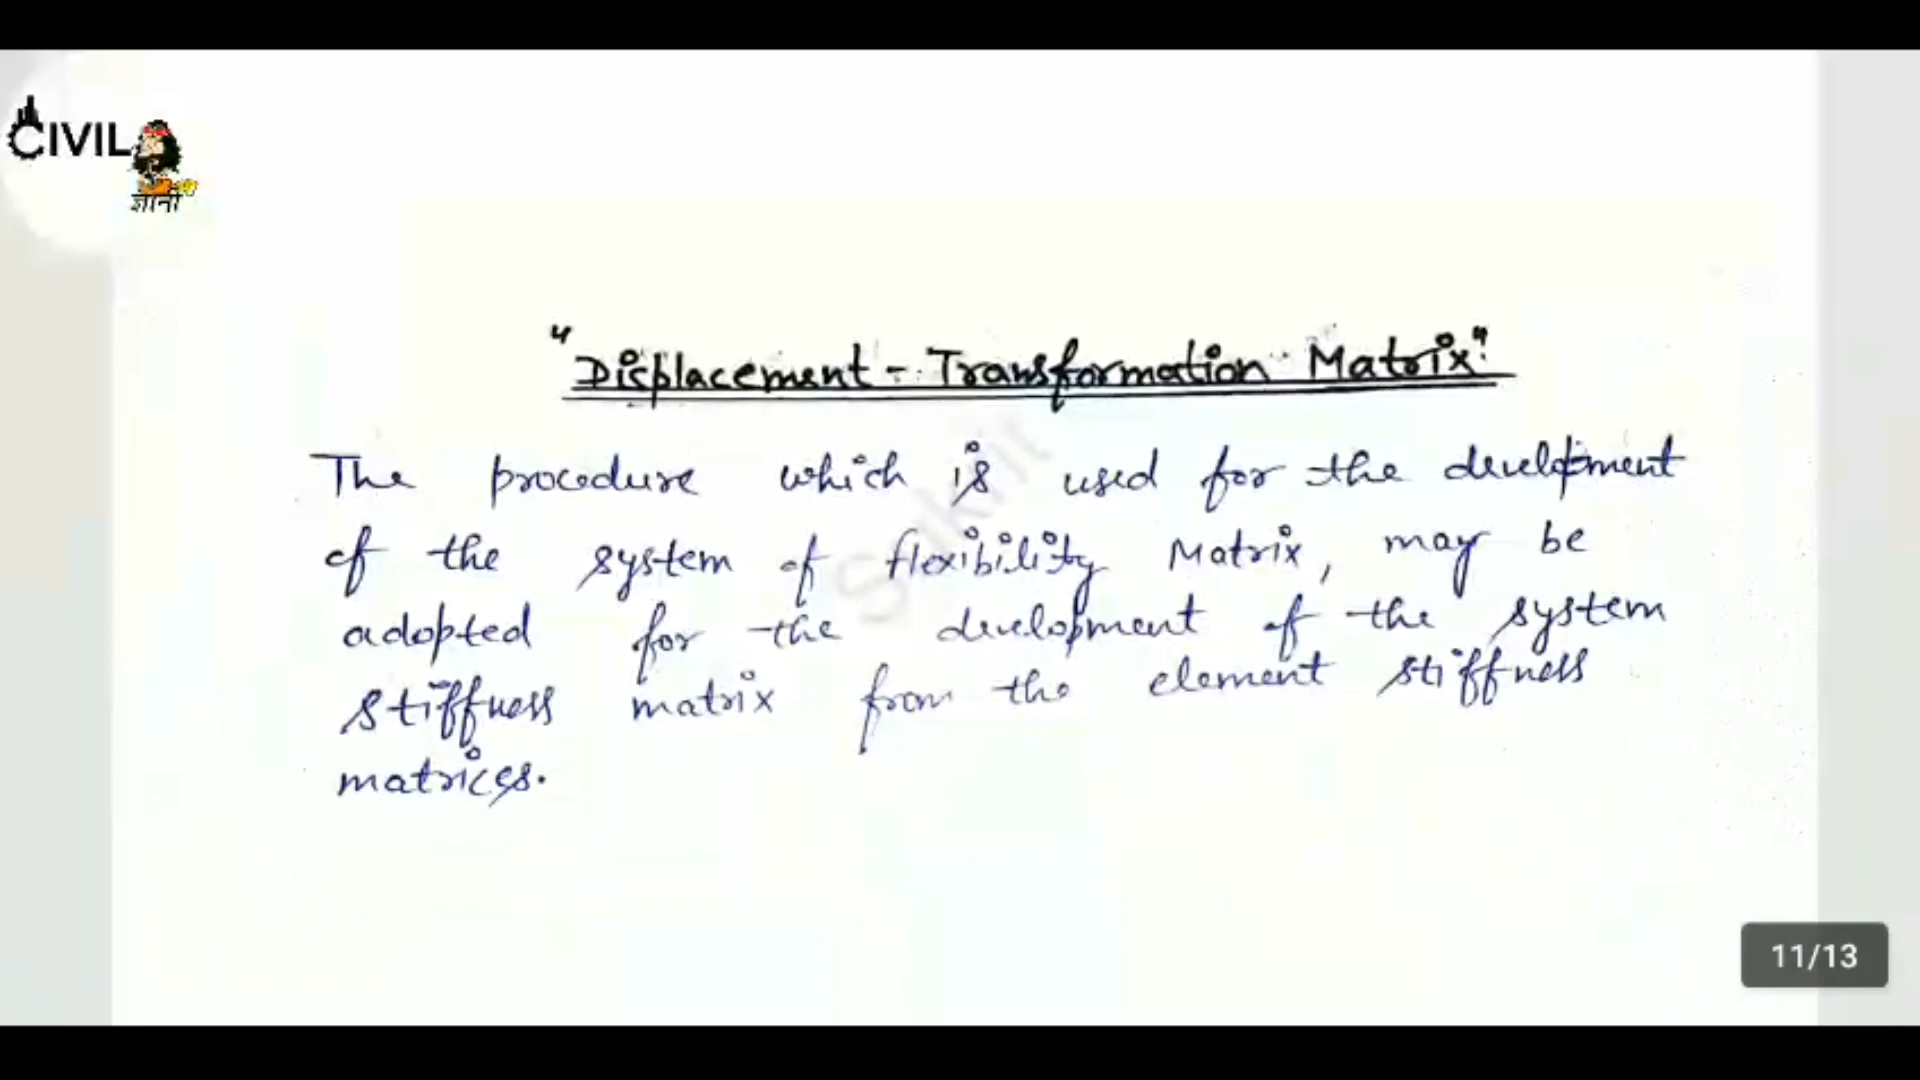 CIVIL
ज्ञानी
"Displacement - Transformation Matrix"
The procedure which is used for the development
of the system of flexibility Matrix, may be
adopted for the development of the system
stiffness matrix from the element stiffness
matrices.
11/13